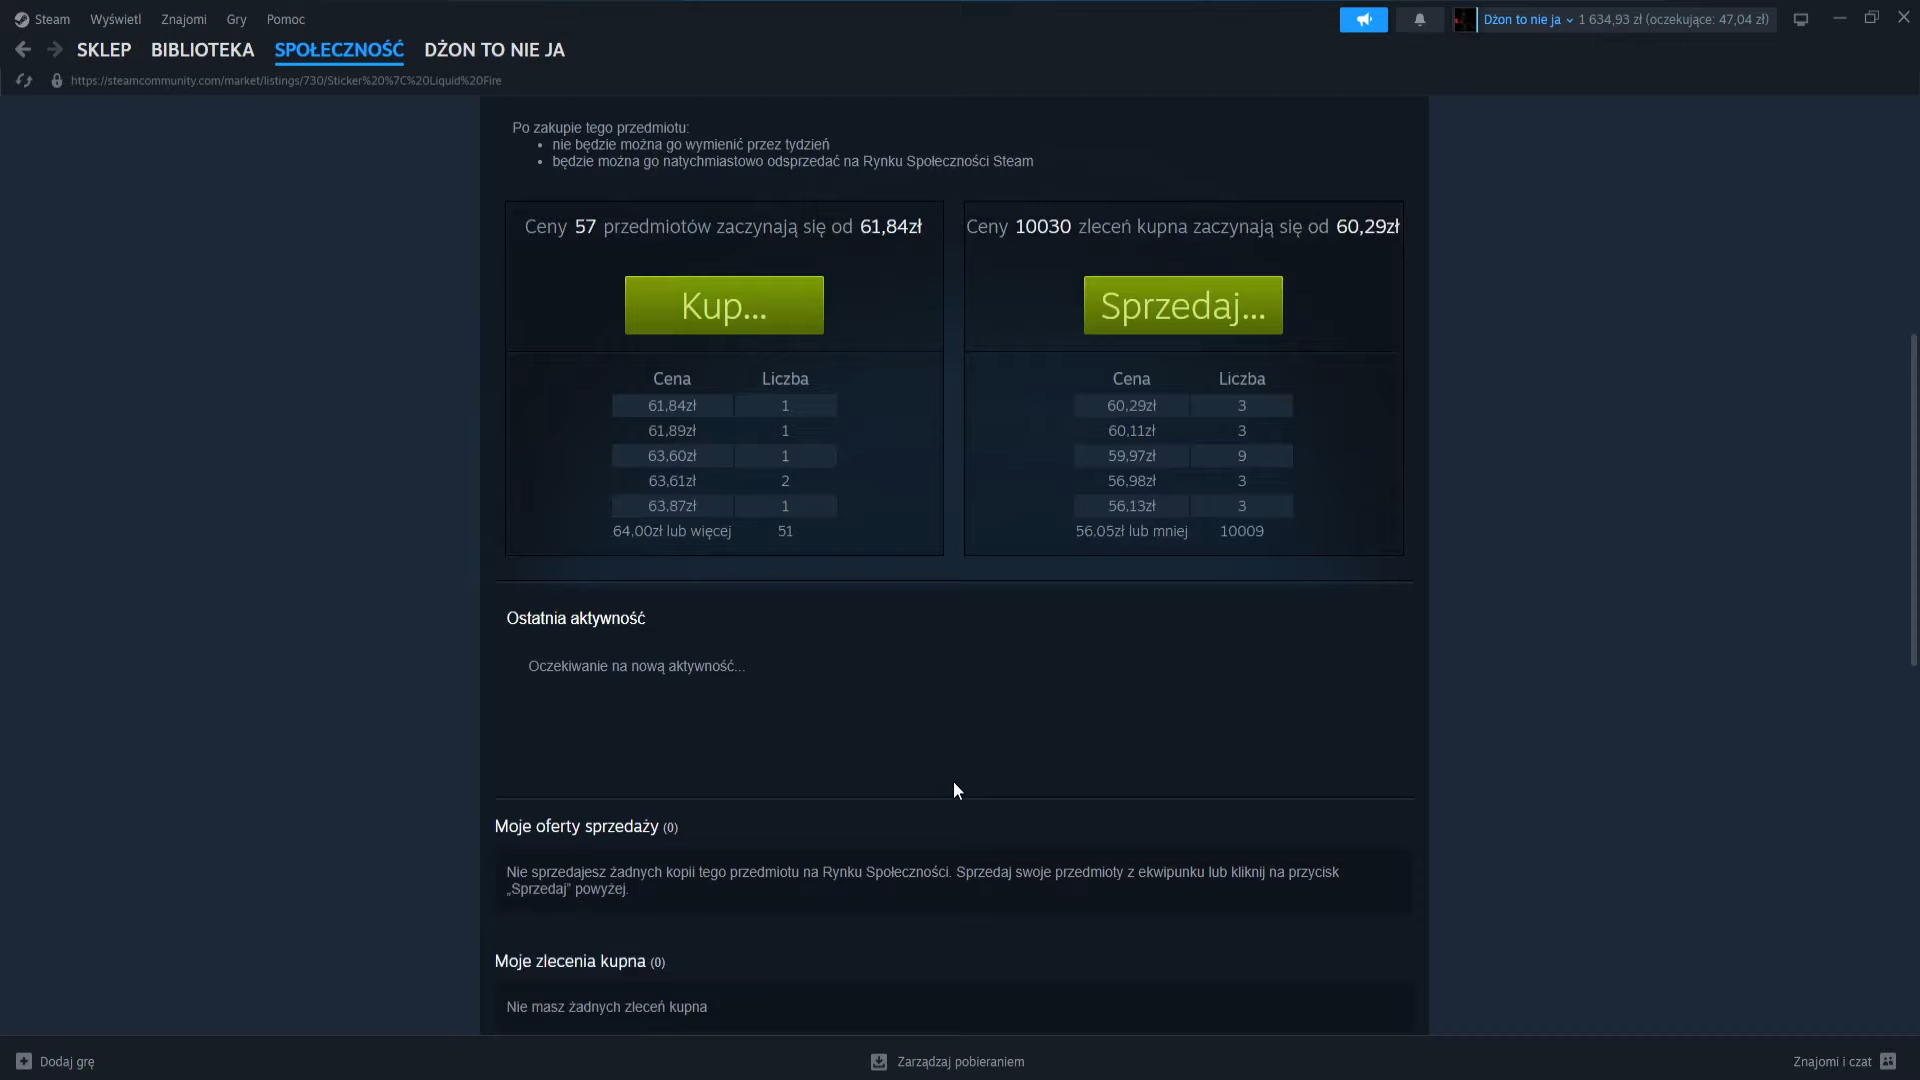 Steam Wyświetl Znajomi Gry Pomoc
Dżon to nie ja 1 634,93 zł (oczekujące: 47,04 zł)
SKLEP BIBLIOTEKA SPOŁECZNOŚĆ DŻON TO NIE JA
https://steamcommunity.com/market/listings/730/Sticker%20%7C%20Liquid%20Fire
Po zakupie tego przedmiotu:
• nie będzie można go wymienić przez tydzień
• będzie można go natychmiastowo odsprzedać na Rynku Społeczności Steam
Ceny 57 przedmiotów zaczynają się od 61,84zł
Kup...
Cena Liczba
61,84zł 1
61,89zł 1
63,60zł 1
63,61zł 2
63,87zł 1
64,00zł lub więcej 51
Ceny 10030 zleceń kupna zaczynają się od 60,29zł
Sprzedaj...
Cena Liczba
60,29zł 3
60,11zł 3
59,97zł 9
56,98zł 3
56,13zł 3
56,05zł lub mniej 10009
Ostatnia aktywność
Oczekiwanie na nową aktywność...
Moje oferty sprzedaży (0)
Nie sprzedajesz żadnych kopii tego przedmiotu na Rynku Społeczności. Sprzedaj swoje przedmioty z ekwipunku lub kliknij na przycisk
„Sprzedaj” powyżej.
Moje zlecenia kupna (0)
Nie masz żadnych zleceń kupna
Dodaj grę
Zarządzaj pobieraniem
Znajomi i czat